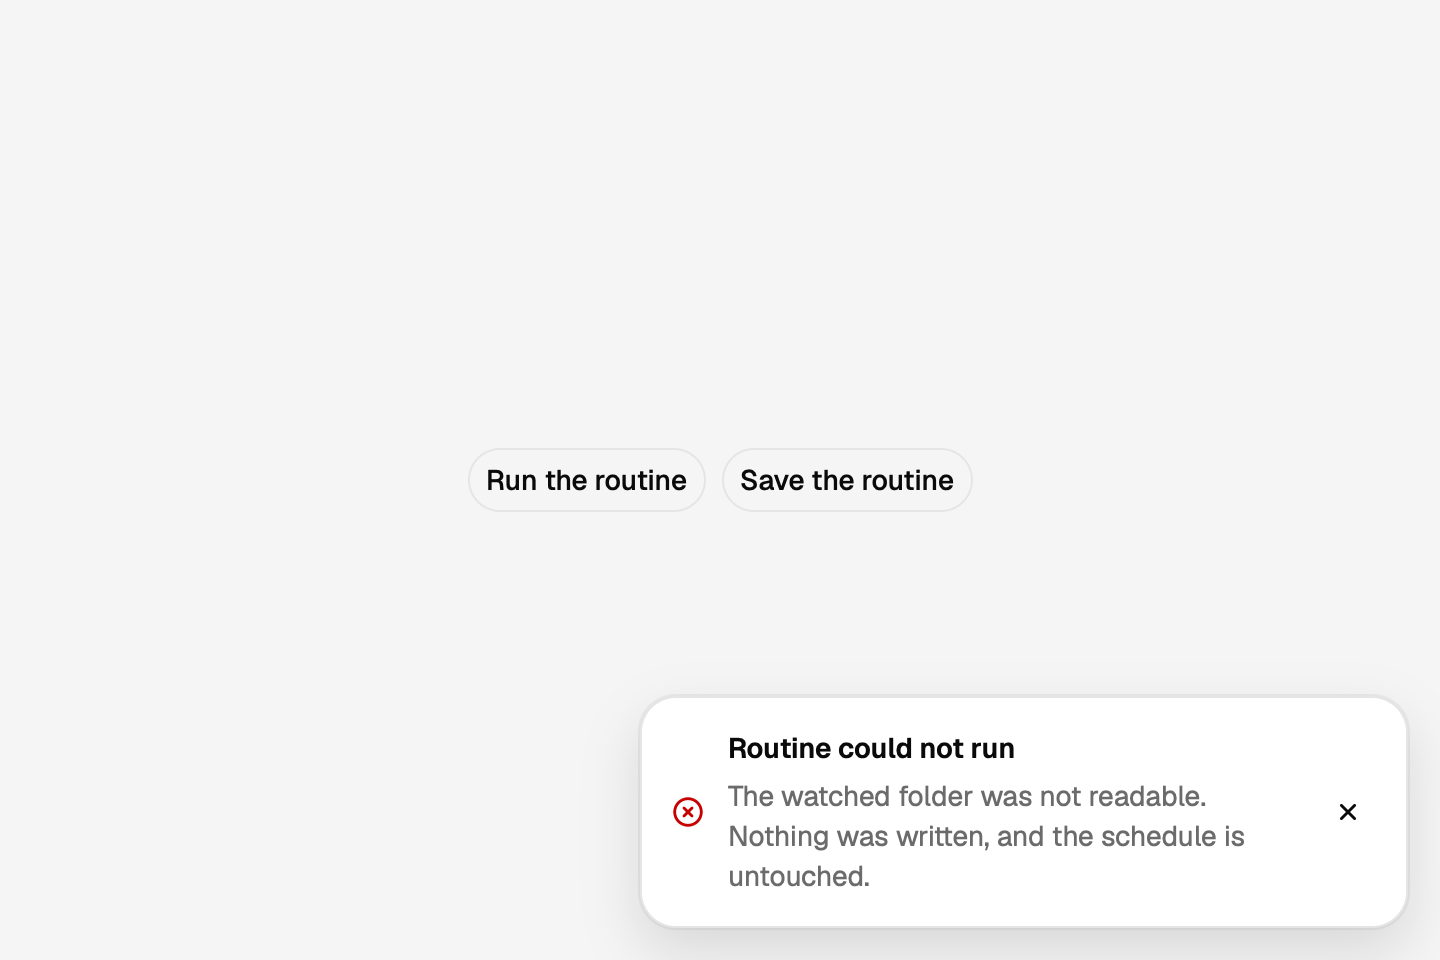 Run the routine
Save the routine
Routine could not run
The watched folder was not readable.
Nothing was written, and the schedule is
untouched.